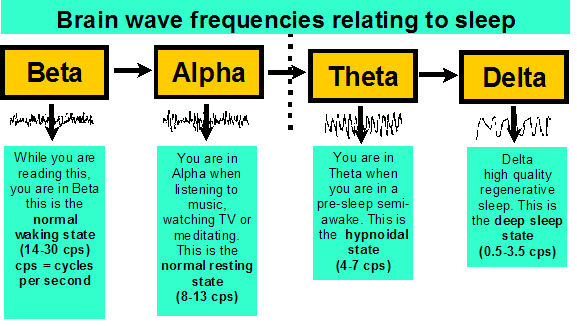 Brain wave frequencies relating to sleep
Beta
Alpha
Theta
Delta
While you are
reading this,
you are in Beta
this is the
normal
waking state
(14-30 cps)
cps = cycles
per second
You are in
Alpha when
listening to
music,
watching TV or
meditating.
This is the
normal resting
state
(8-13 cps)
You are in
Theta when
you are in a
pre-sleep semi-
awake. This is
the hypnoidal
state
(4-7 cps)
Delta
high quality
regenerative
sleep. This is
the deep sleep
state
(0.5-3.5 cps)